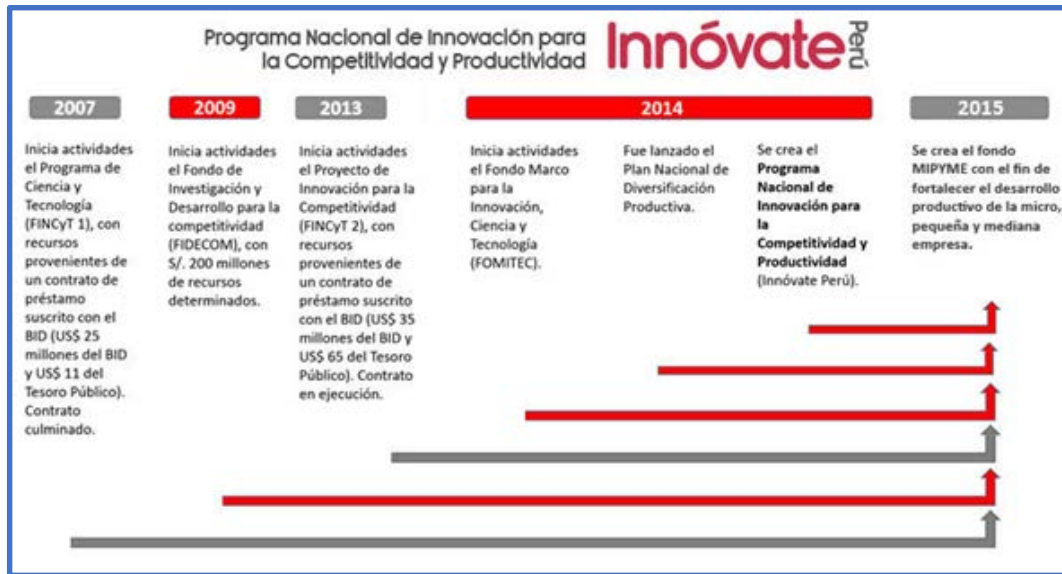 Programa Nacional de Innovación para
la Competitividad y Productividad
Innóvate Perú
2007
Inicia actividades
el Programa de
Ciencia y
Tecnología
(FINCyT 1), con
recursos
provenientes de
un contrato de
préstamo
suscrito con el
BID (US$ 25
millones del BID
y US$ 11 del
Tesoro Público).
Contrato
culminado.
2009
Inicia actividades
el Fondo de
Investigación y
Desarrollo para la
competitividad
(FIDECOM), con
S/. 200 millones
de recursos
determinados.
2013
Inicia actividades
el Proyecto de
Innovación para la
Competitividad
(FINCyT 2), con
recursos
provenientes de
un contrato de
préstamo suscrito
con el BID (US$ 35
millones del BID y
US$ 65 del Tesoro
Público). Contrato
en ejecución.
2014
Inicia actividades
el Fondo Marco
para la
Innovación,
Ciencia y
Tecnología
(FOMITEC).
Fue lanzado el
Plan Nacional de
Diversificación
Productiva.
Se crea el
Programa
Nacional de
Innovación para
la
Competitividad y
Productividad
(Innóvate Perú).
2015
Se crea el fondo
MIPYME con el fin de
fortalecer el desarrollo
productivo de la micro,
pequeña y mediana
empresa.